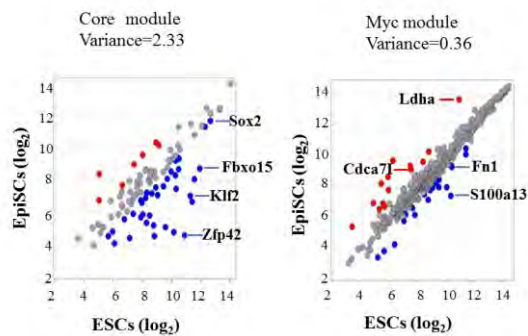 Core module
Variance=2.33
14
12
10
8
6
4
2
EpiSCs (log2)
Sox2
Fbxo15
Klf2
Zfp42
4 6 8 10 12 14
ESCs (log2)
Myc module
Variance=0.36
14
12
10
8
6
4
2
EpiSCs (log2)
Ldha
Cdca7I
Fn1
S100a13
2 4 6 8 10 12 14
ESCs (log2)